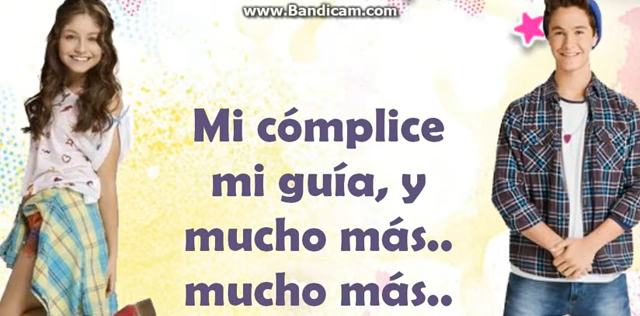 www.Bandicam.com
Mi cómplice
mi guía, y
mucho más..
mucho más..